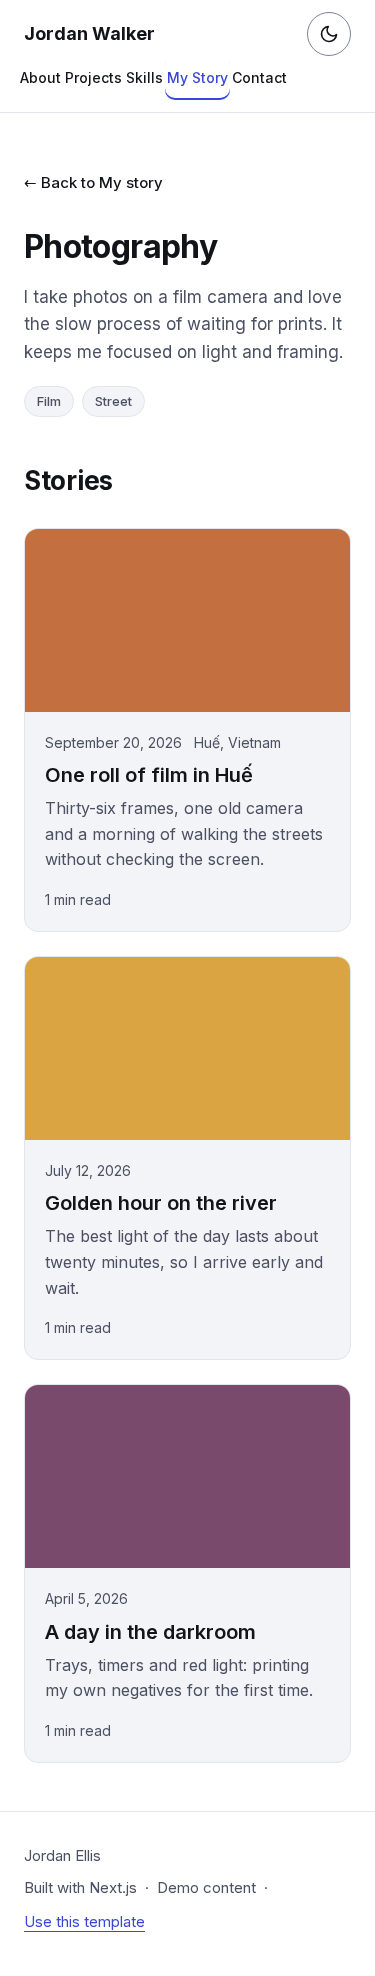 Jordan Walker
About Projects Skills My Story Contact
← Back to My story
Photography
I take photos on a film camera and love
the slow process of waiting for prints. It
keeps me focused on light and framing.
Film Street
Stories
September 20, 2026 Huế, Vietnam
One roll of film in Huế
Thirty-six frames, one old camera
and a morning of walking the streets
without checking the screen.
1 min read
July 12, 2026
Golden hour on the river
The best light of the day lasts about
twenty minutes, so I arrive early and
wait.
1 min read
April 5, 2026
A day in the darkroom
Trays, timers and red light: printing
my own negatives for the first time.
1 min read
Jordan Ellis
Built with Next.js · Demo content ·
Use this template